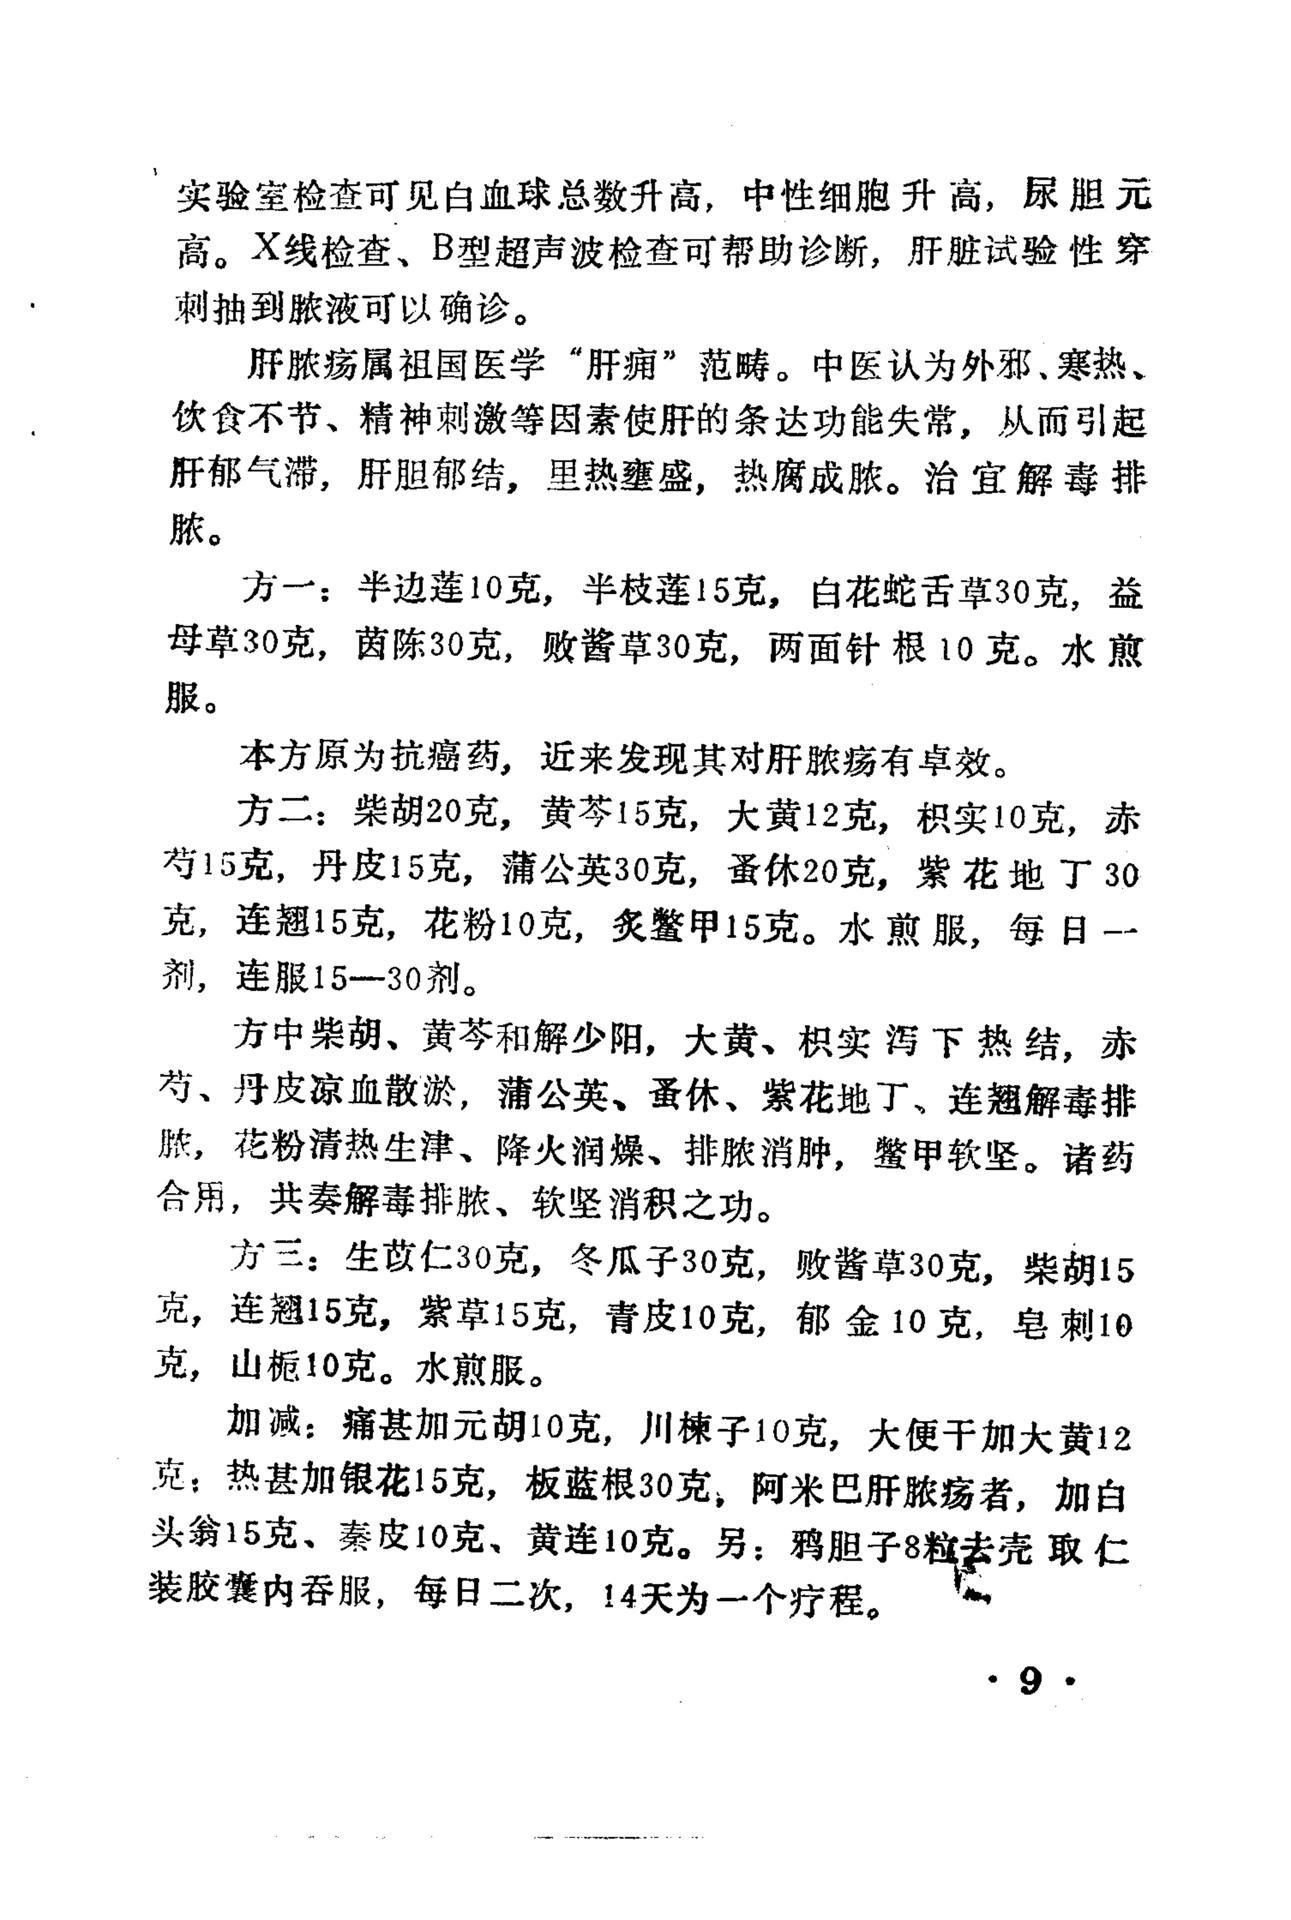 实验室检查可见白血球总数升高，中性细胞升高，尿胆元
高。X线检查、B型超声波检查可帮助诊断，肝脏试验性穿
刺抽到脓液可以确诊。
肝脓疡属祖国医学“肝痈”范畴。中医认为外邪、寒热、
饮食不节、精神刺激等因素使肝的条达功能失常，从而引起
肝郁气滞，肝胆郁结，里热壅盛，热腐成脓。治宜解毒排
脓。
方一：半边莲10克，半枝莲15克，白花蛇舌草30克，益
母草30克，茵陈30克，败酱草30克，两面针根10克。水煎
服。
本方原为抗癌药，近来发现其对肝脓疡有卓效。
方二：柴胡20克，黄芩15克，大黄12克，枳实10克，赤
芍15克，丹皮15克，蒲公英30克，蚤休20克，紫花地丁30
克，连翘15克，花粉10克，炙鳖甲15克。水煎服，每日一
剂，连服15—30剂。
方中柴胡、黄芩和解少阳，大黄、枳实泻下热结，赤
芍、丹皮凉血散淤，蒲公英、蚤休、紫花地丁、连翘解毒排
脓，花粉清热生津、降火润燥、排脓消肿，鳖甲软坚。诸药
合用，共奏解毒排脓、软坚消积之功。
方三：生苡仁30克，冬瓜子30克，败酱草30克，柴胡15
克，连翘15克，紫草15克，青皮10克，郁金10克，皂刺10
克，山栀10克。水煎服。
加减：痛甚加元胡10克，川楝子10克，大便干加大黄12
克；热甚加银花15克，板蓝根30克，阿米巴肝脓疡者，加白
头翁15克、秦皮10克、黄连10克。另：鸦胆子8粒去壳取仁
装胶囊内吞服，每日二次，14天为一个疗程。
·9·